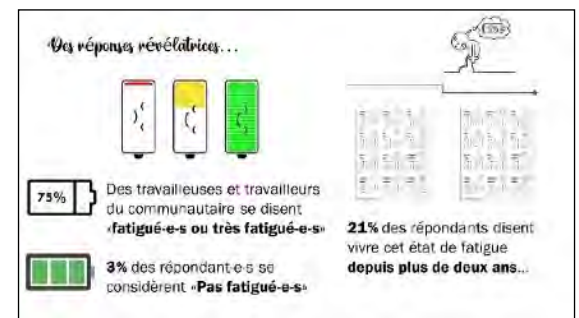 Des réponses révélatrices...
75%
Des travailleuses et travailleurs
du communautaire se disent
«fatigué·e·s ou très fatigué·e·s»
3% des répondant·e·s se
considèrent «Pas fatigué·e·s»
21% des répondants disent
vivre cet état de fatigue
depuis plus de deux ans...